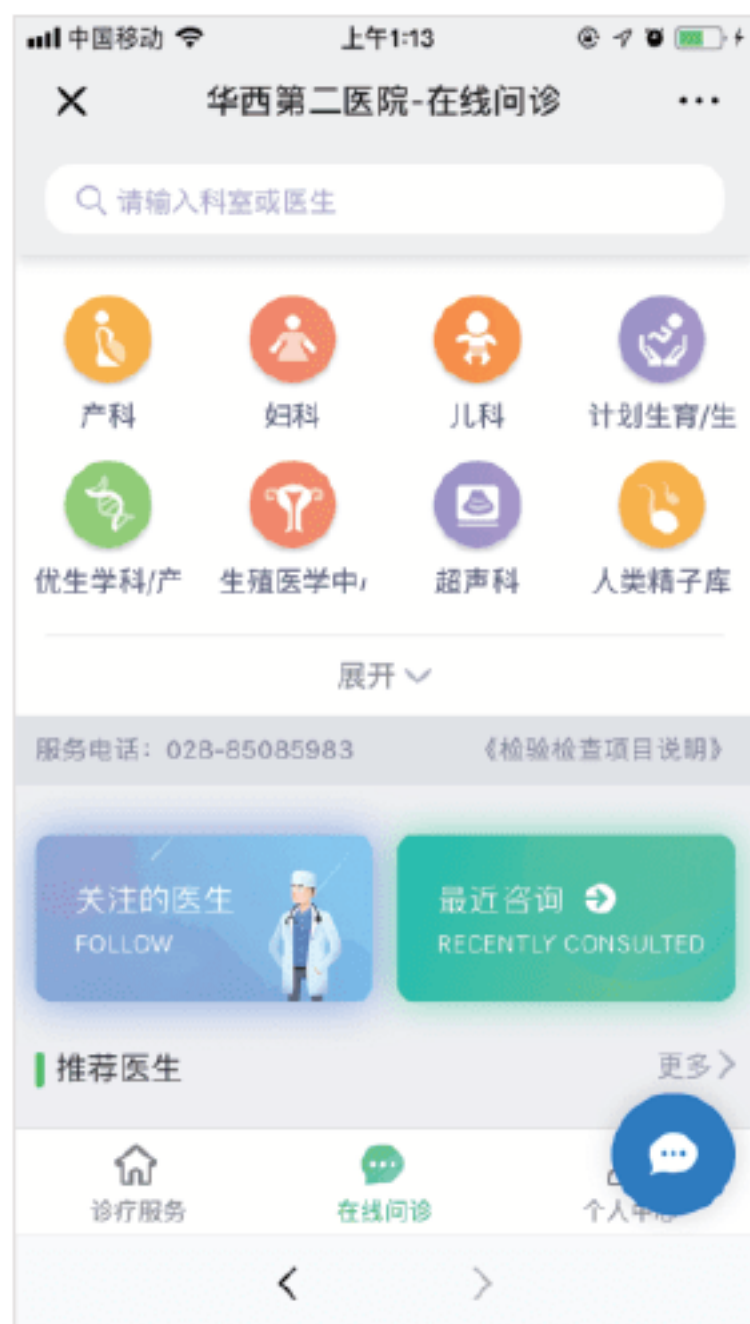 中国移动 上午1:13
华西第二医院-在线问诊
请输入科室或医生
产科 妇科 儿科 计划生育/生
优生学科/产 生殖医学中 超声科 人类精子库
展开
服务电话：028-85085983 《检验检查项目说明》
关注的医生 最近咨询
FOLLOW RECENTLY CONSULTED
推荐医生 更多
诊疗服务 在线问诊 个人中心